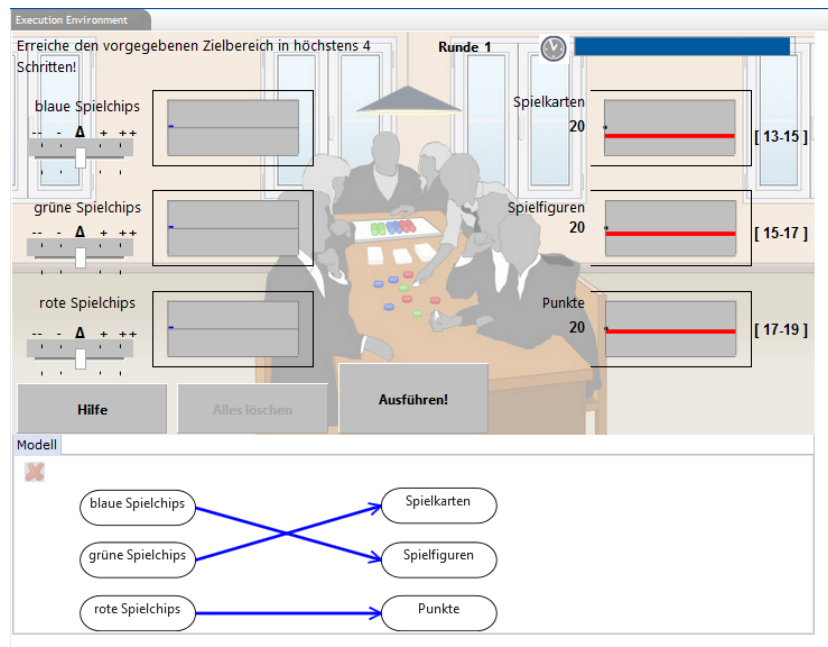 Execution Environment
Erreiche den vorgegebenen Zielbereich in höchstens 4
Schritten!
Runde 1
blaue Spielchips
-- - Δ + ++
Spielkarten
20
[ 13-15 ]
grüne Spielchips
-- - Δ + ++
Spielfiguren
20
[ 15-17 ]
rote Spielchips
-- - Δ + ++
Punkte
20
[ 17-19 ]
Hilfe
Alles löschen
Ausführen!
Modell
blaue Spielchips
Spielkarten
grüne Spielchips
Spielfiguren
rote Spielchips
Punkte